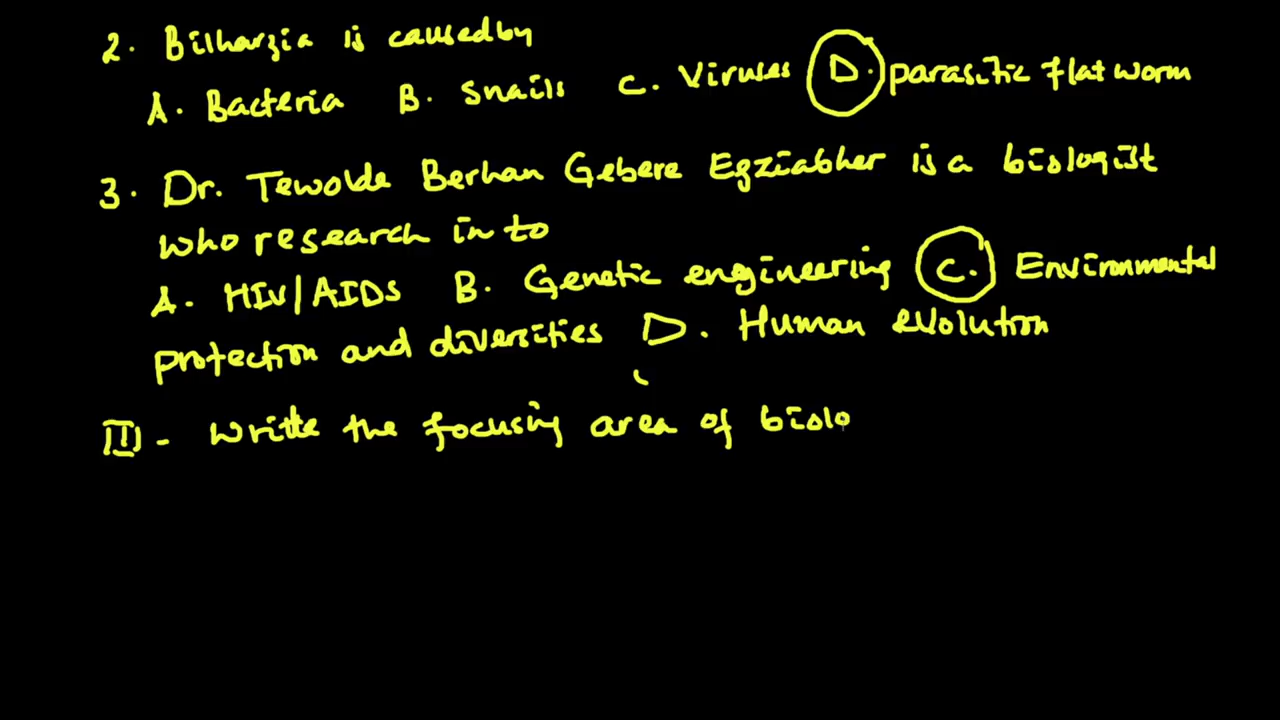 2. Bilharzia is caused by
A. Bacteria B. Snails C. Viruses D. parasitic flat worm
3. Dr. Tewolde Berhan Gebere Egziabher is a biologist
who research in to
A. HIV/AIDS B. Genetic engineering C. Environmental
protection and diversities D. Human evolution
III - Write the focusing area of biolo